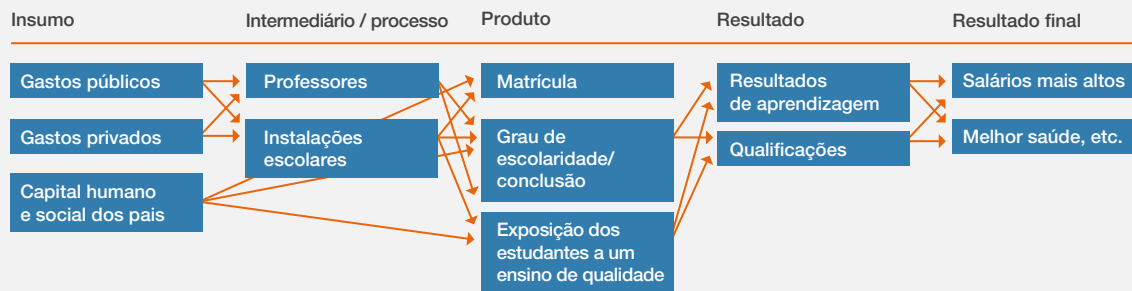 Insumo
Intermediário / processo
Produto
Resultado
Resultado final
Gastos públicos
Gastos privados
Capital humano
e social dos pais
Professores
Instalações
escolares
Matrícula
Grau de
escolaridade/
conclusão
Exposição dos
estudantes a um
ensino de qualidade
Resultados
de aprendizagem
Qualificações
Salários mais altos
Melhor saúde, etc.